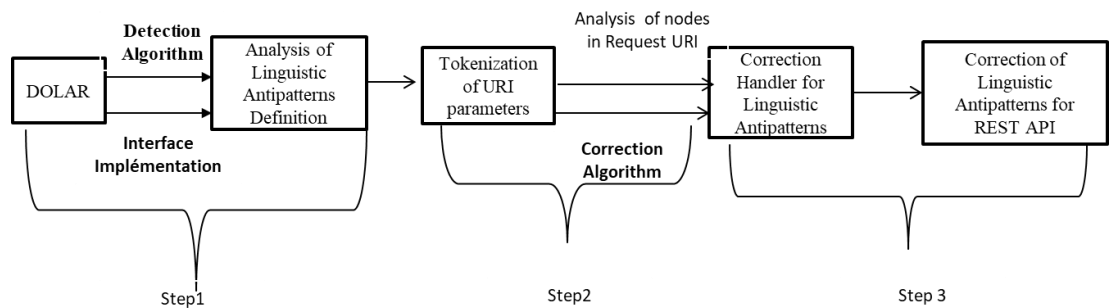 Detection
Algorithm
DOLAR
Interface
Implémentation
Analysis of
Linguistic
Antipatterns
Definition
Tokenization
of URI
parameters
Analysis of nodes
in Request URI
Correction
Algorithm
Correction
Handler for
Linguistic
Antipatterns
Correction of
Linguistic
Antipatterns for
REST API
Step1
Step2
Step 3